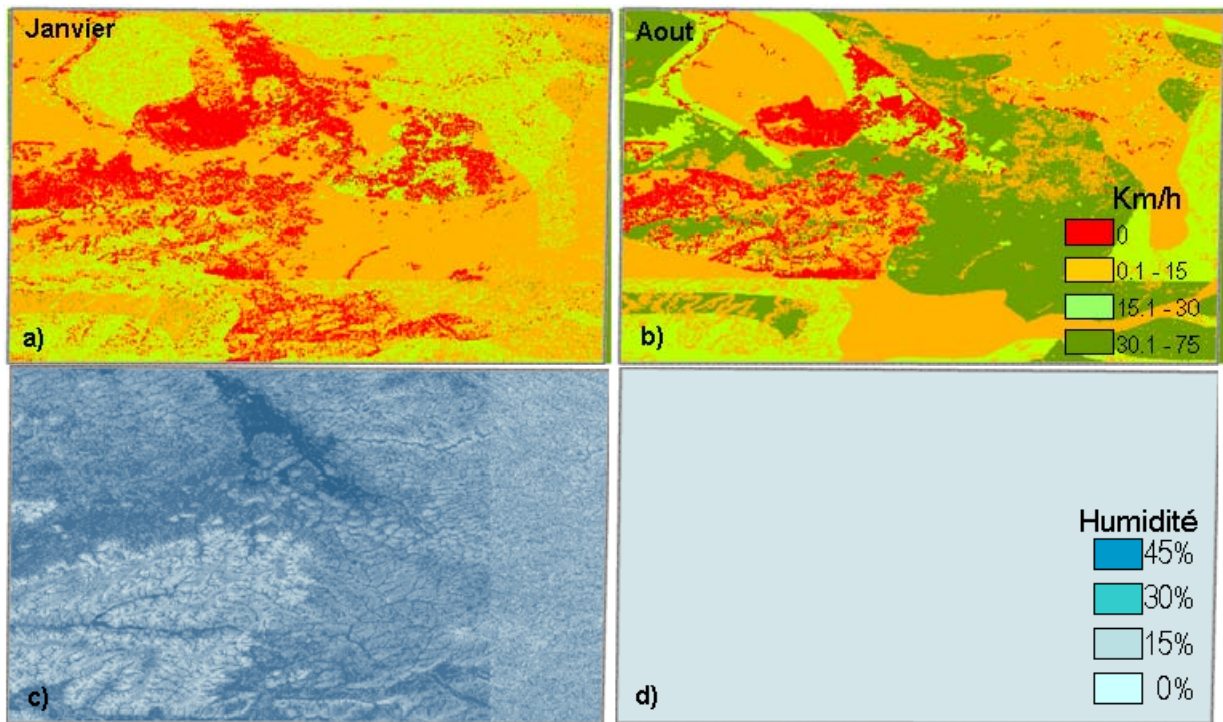 Janvier
Aout
Km/h
0
0.1 - 15
15.1 - 30
30.1 - 75
a)
b)
Humidité
45%
30%
15%
0%
c)
d)